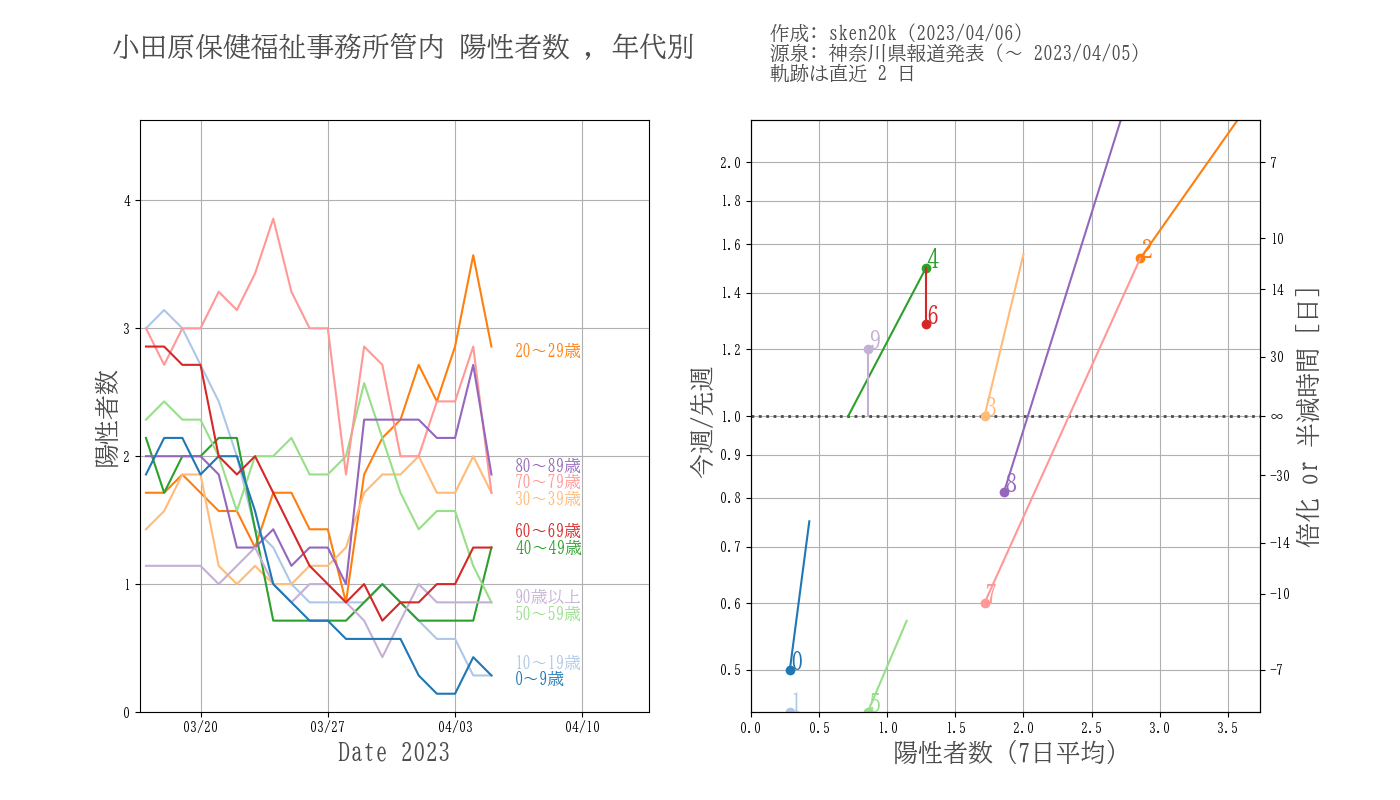 小田原保健福祉事務所管内 陽性者数 , 年代別
作成: sken20k (2023/04/06)
源泉: 神奈川県報道発表 (～ 2023/04/05)
軌跡は直近 2 日
陽性者数
4
3
2
1
0
03/20
03/27
04/03
04/10
Date 2023
20～29歳
80～89歳
70～79歳
30～39歳
60～69歳
40～49歳
90歳以上
50～59歳
10～19歳
0～9歳
今週/先週
2.0
1.8
1.6
1.4
1.2
1.0
0.9
0.8
0.7
0.6
0.5
0.0
0.5
1.0
1.5
2.0
2.5
3.0
3.5
陽性者数 (7日平均)
2
4
6
9
3
8
7
0
1
5
7
10
14
30
∞
-30
-14
-10
-7
倍化 or 半減時間 [日]